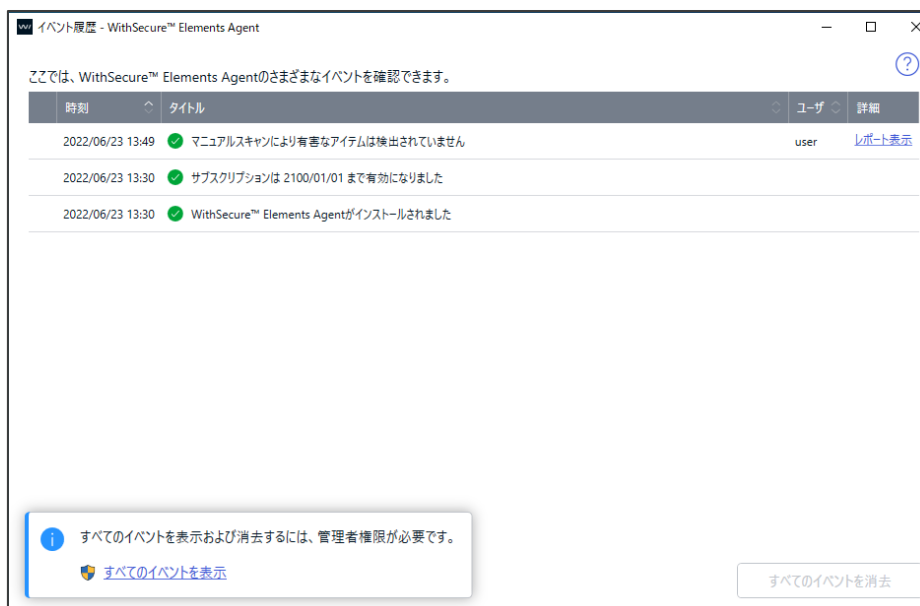 イベント履歴 - WithSecure™ Elements Agent
ここでは、WithSecure™ Elements Agentのさまざまなイベントを確認できます。
時刻 タイトル ユーザ 詳細
2022/06/23 13:49 マニュアルスキャンにより有害なアイテムは検出されていません user レポート表示
2022/06/23 13:30 サブスクリプションは 2100/01/01 まで有効になりました
2022/06/23 13:30 WithSecure™ Elements Agentがインストールされました
すべてのイベントを表示および消去するには、管理者権限が必要です。
すべてのイベントを表示
すべてのイベントを消去